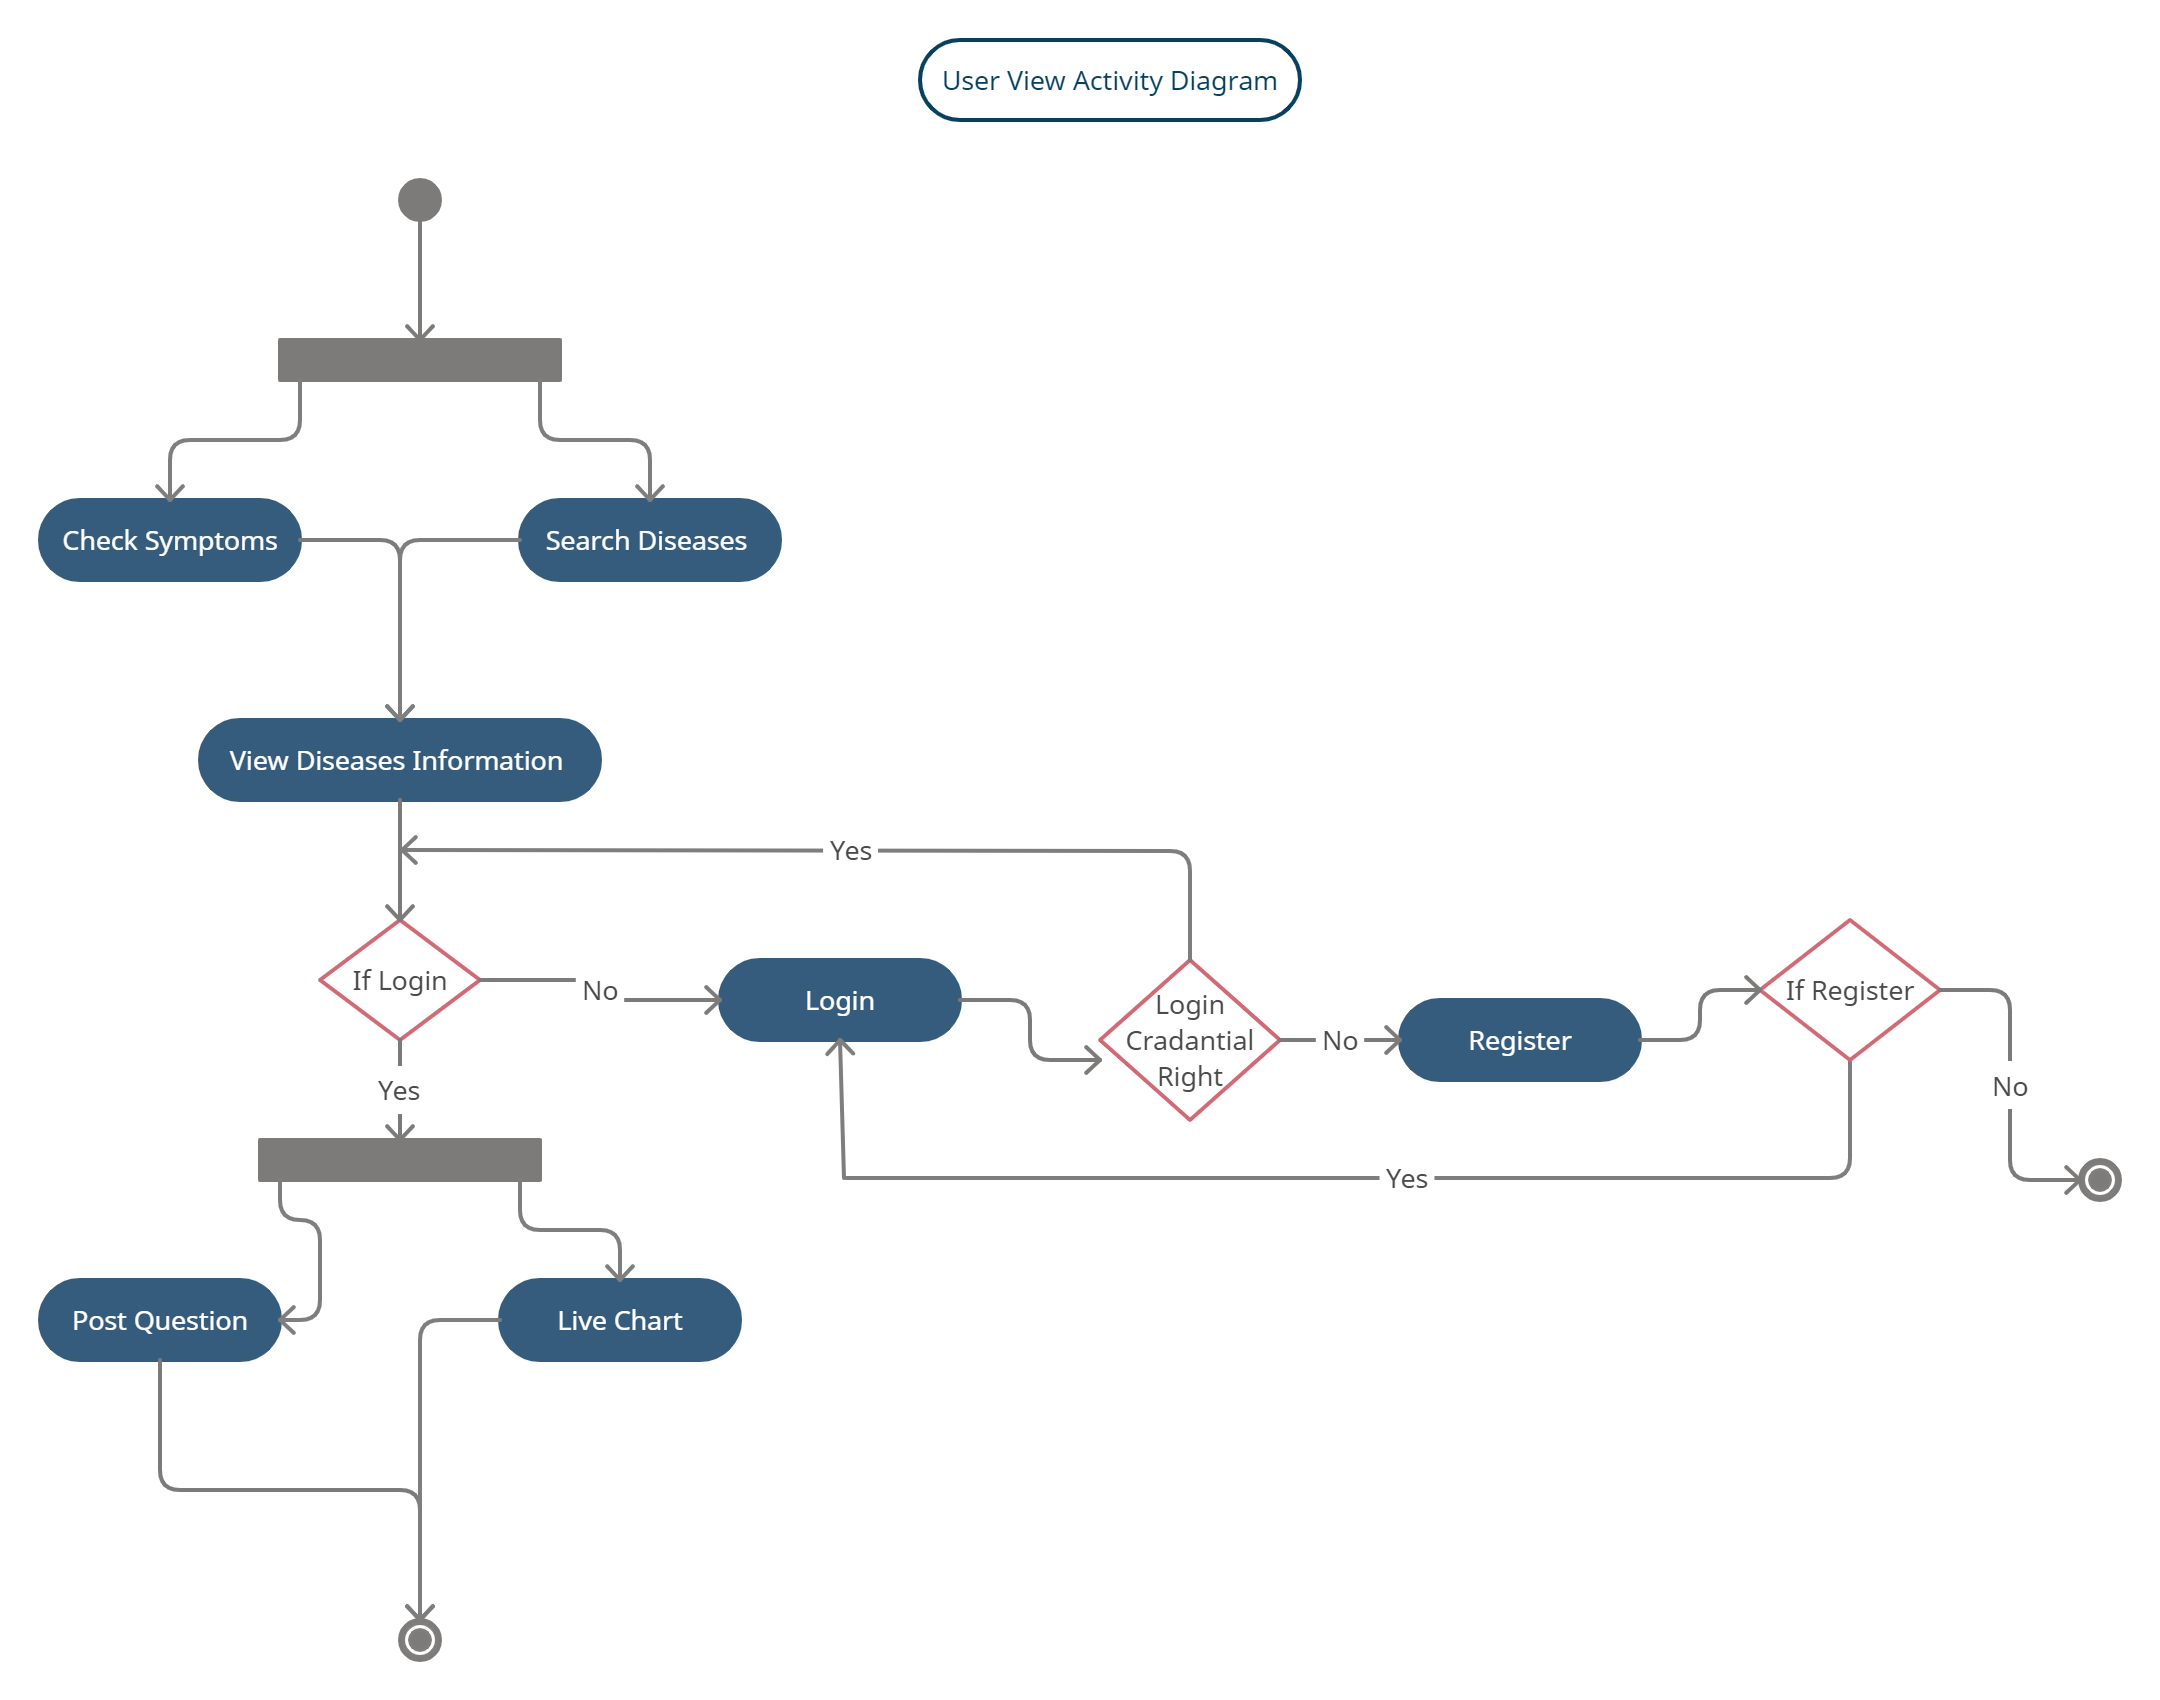 User View Activity Diagram
Check Symptoms
Search Diseases
View Diseases Information
Yes
If Login
No
Login
Login
Cradantial
Right
No
Register
If Register
No
Yes
Yes
Post Question
Live Chart